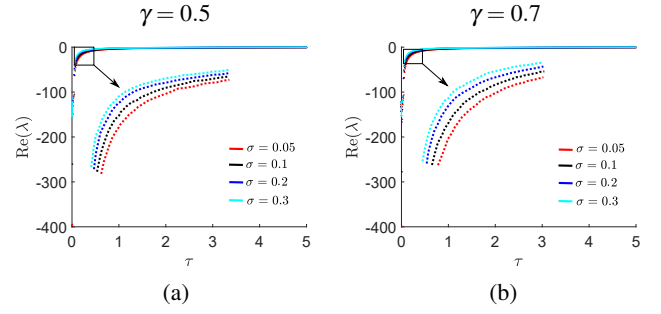 γ = 0.5
0
-100
-200
-300
-400
Re(λ)
σ = 0.05
σ = 0.1
σ = 0.2
σ = 0.3
0 1 2 3 4 5
τ
(a)
γ = 0.7
0
-100
-200
-300
-400
Re(λ)
σ = 0.05
σ = 0.1
σ = 0.2
σ = 0.3
0 1 2 3 4 5
τ
(b)